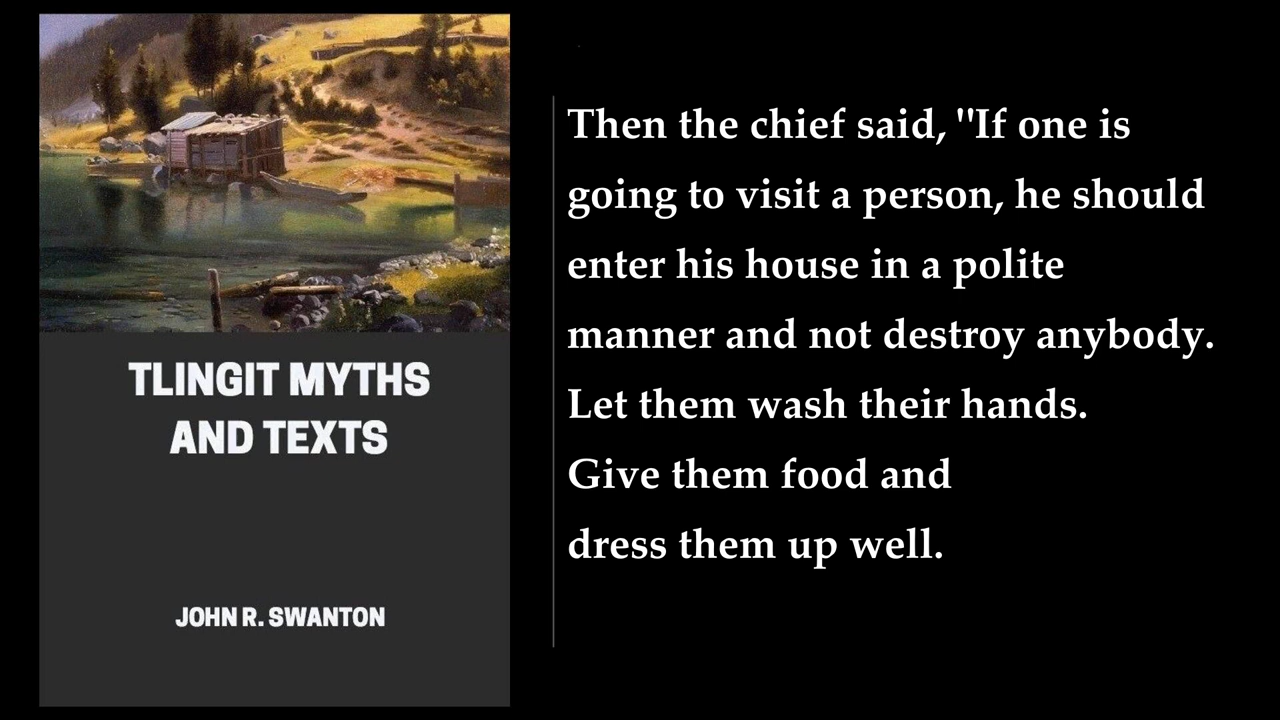 TLINGIT MYTHS
AND TEXTS
JOHN R. SWANTON
Then the chief said, "If one is
going to visit a person, he should
enter his house in a polite
manner and not destroy anybody.
Let them wash their hands.
Give them food and
dress them up well.